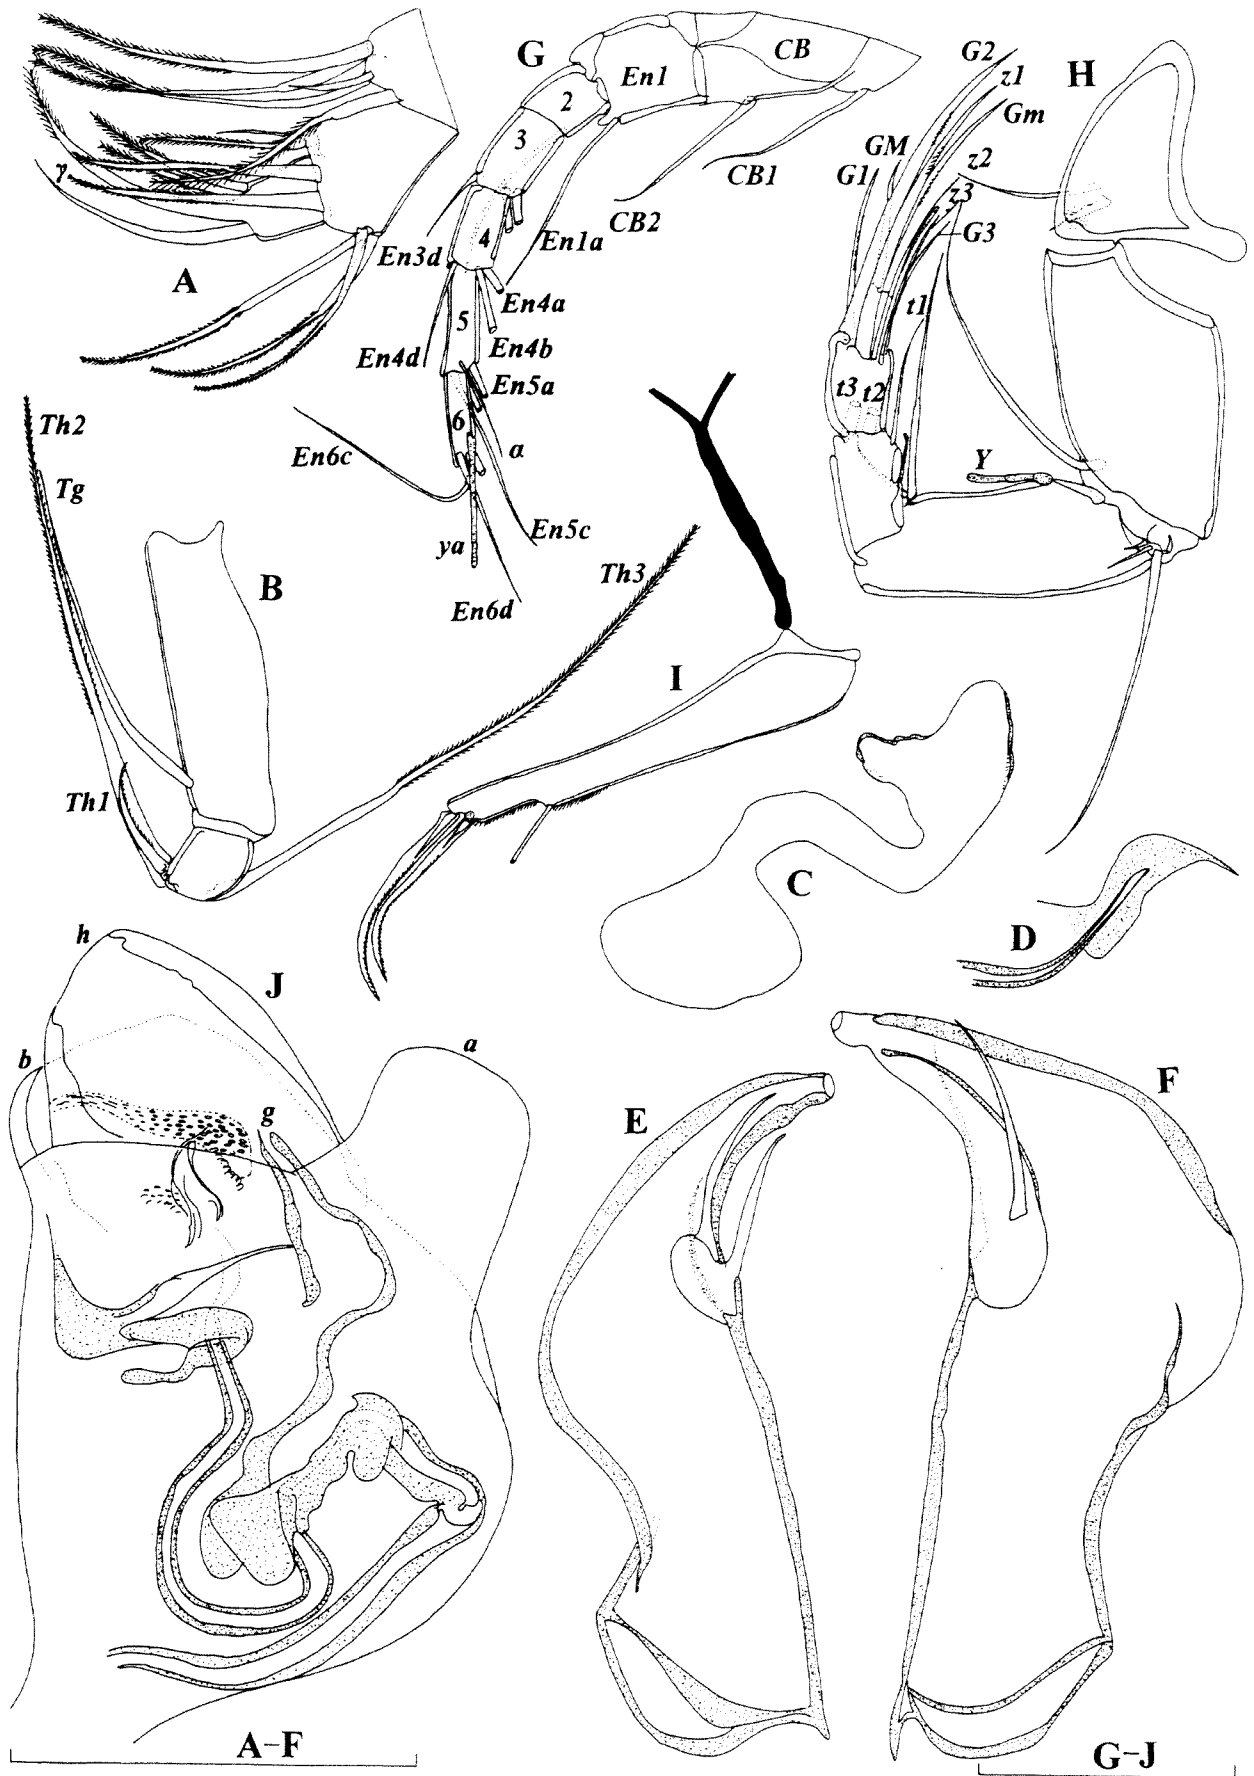 G
CB
En1
2
3
4
5
6
CB1
CB2
En1a
En3d
En4a
En4b
En4d
En5a
α
En6c
En5c
ya
En6d
H
G2
z1
Gm
GM
G1
z2
z3
G3
t1
t3
t2
Y
γ
A
Th2
Tg
B
Th1
Th3
I
C
D
h
J
b
a
g
E
F
A–F
G–J